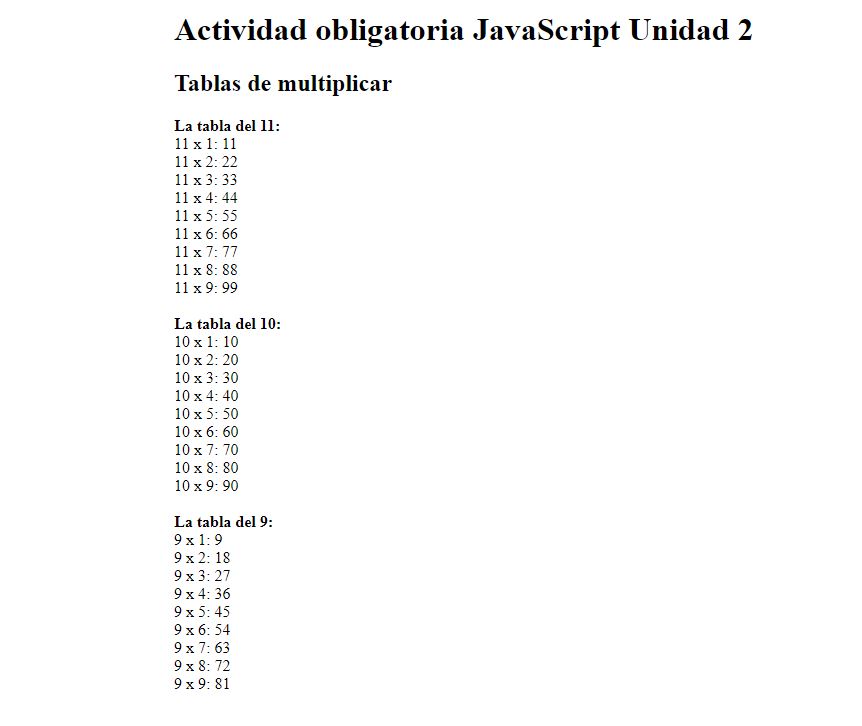 Actividad obligatoria JavaScript Unidad 2
Tablas de multiplicar
La tabla del 11:
11 x 1: 11
11 x 2: 22
11 x 3: 33
11 x 4: 44
11 x 5: 55
11 x 6: 66
11 x 7: 77
11 x 8: 88
11 x 9: 99
La tabla del 10:
10 x 1: 10
10 x 2: 20
10 x 3: 30
10 x 4: 40
10 x 5: 50
10 x 6: 60
10 x 7: 70
10 x 8: 80
10 x 9: 90
La tabla del 9:
9 x 1: 9
9 x 2: 18
9 x 3: 27
9 x 4: 36
9 x 5: 45
9 x 6: 54
9 x 7: 63
9 x 8: 72
9 x 9: 81